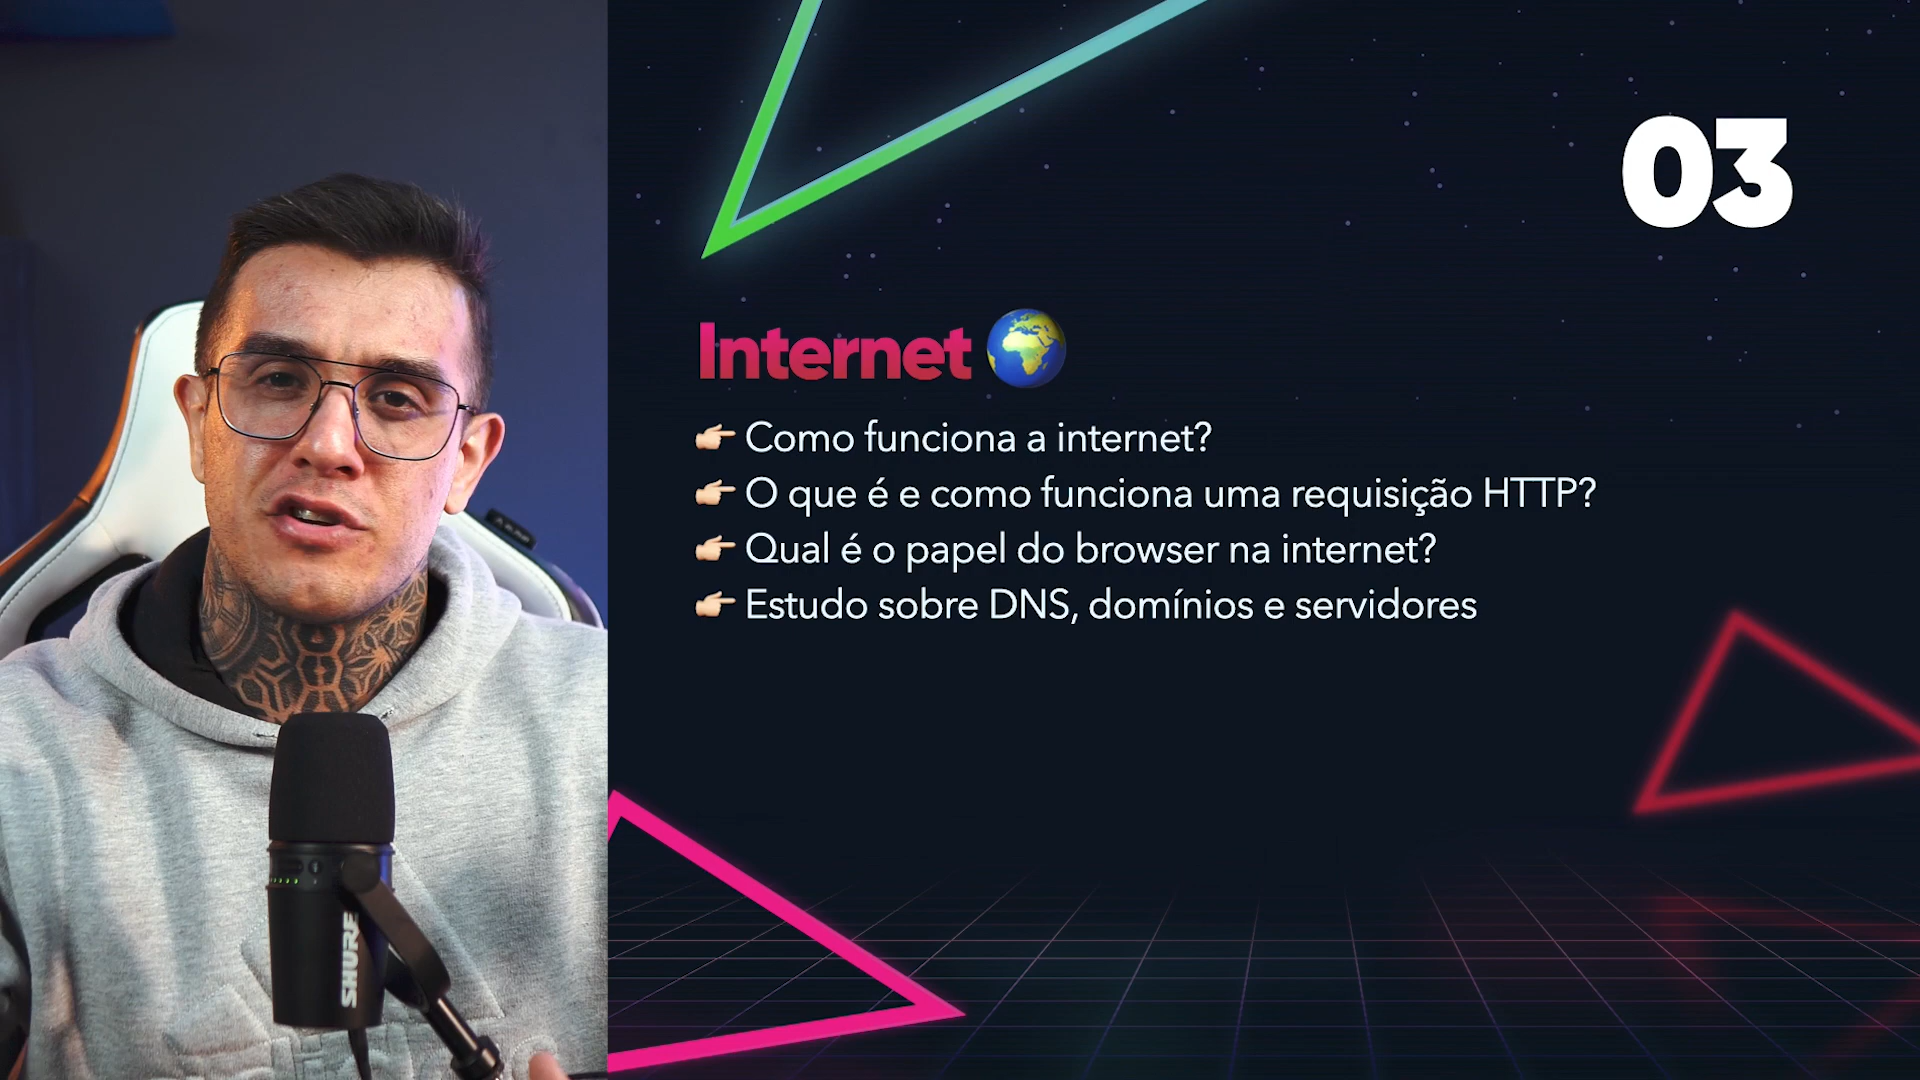 03
Internet
Como funciona a internet?
O que é e como funciona uma requisição HTTP?
Qual é o papel do browser na internet?
Estudo sobre DNS, domínios e servidores
SHURE